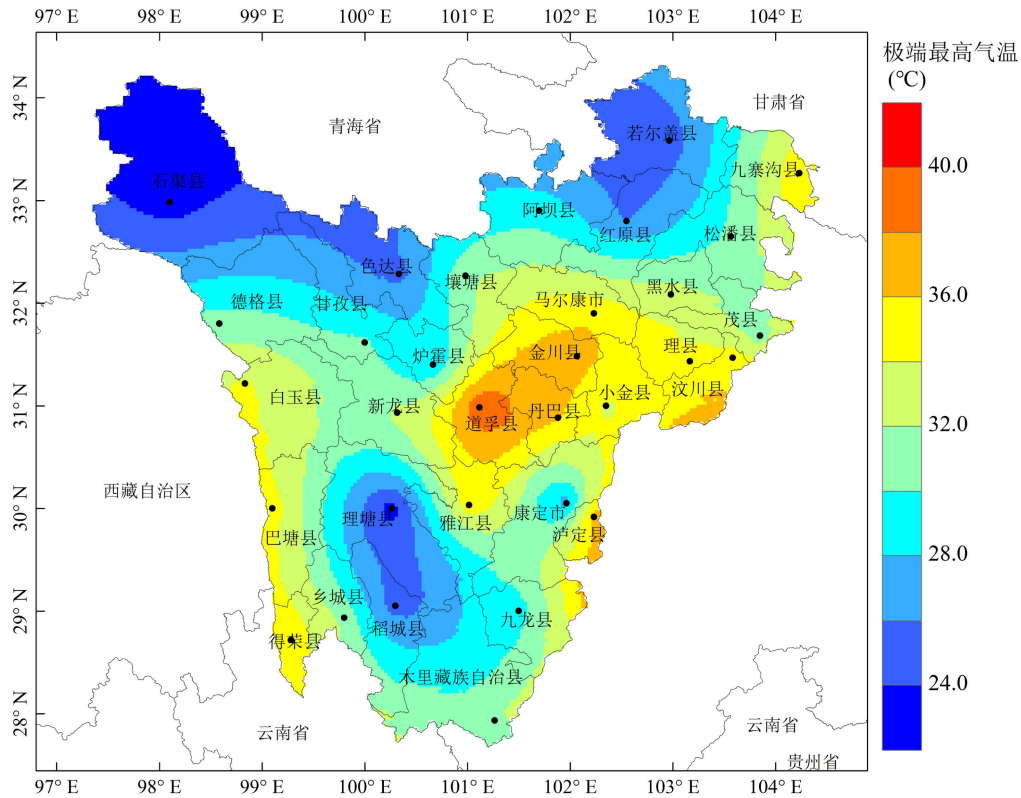 97° E 98° E 99° E 100° E 101° E 102° E 103° E 104° E
极端最高气温
(℃)
40.0
36.0
32.0
28.0
24.0
34° N
33° N
32° N
31° N
30° N
29° N
28° N
34° N
33° N
32° N
31° N
30° N
29° N
28° N
甘肃省
青海省
若尔盖县
九寨沟县
石渠县
阿坝县
红原县
松潘县
色达县
壤塘县
黑水县
德格县
甘孜县
马尔康市
茂县
炉霍县
金川县
理县
白玉县
新龙县
道孚县
丹巴县
小金县
汶川县
西藏自治区
理塘县
雅江县
康定市
泸定县
巴塘县
乡城县
稻城县
九龙县
得荣县
木里藏族自治县
云南省
云南省
贵州省
97° E 98° E 99° E 100° E 101° E 102° E 103° E 104° E